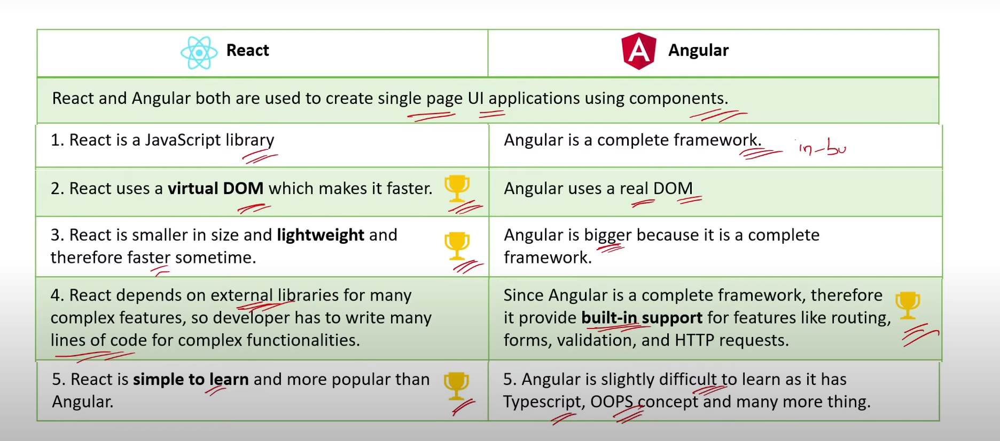 React
Angular
React and Angular both are used to create single page UI applications using components.
1. React is a JavaScript library
Angular is a complete framework.
in-bu
2. React uses a virtual DOM which makes it faster.
Angular uses a real DOM
3. React is smaller in size and lightweight and
therefore faster sometime.
Angular is bigger because it is a complete
framework.
4. React depends on external libraries for many
complex features, so developer has to write many
lines of code for complex functionalities.
Since Angular is a complete framework, therefore
it provide built-in support for features like routing,
forms, validation, and HTTP requests.
5. React is simple to learn and more popular than
Angular.
5. Angular is slightly difficult to learn as it has
Typescript, OOPS concept and many more thing.